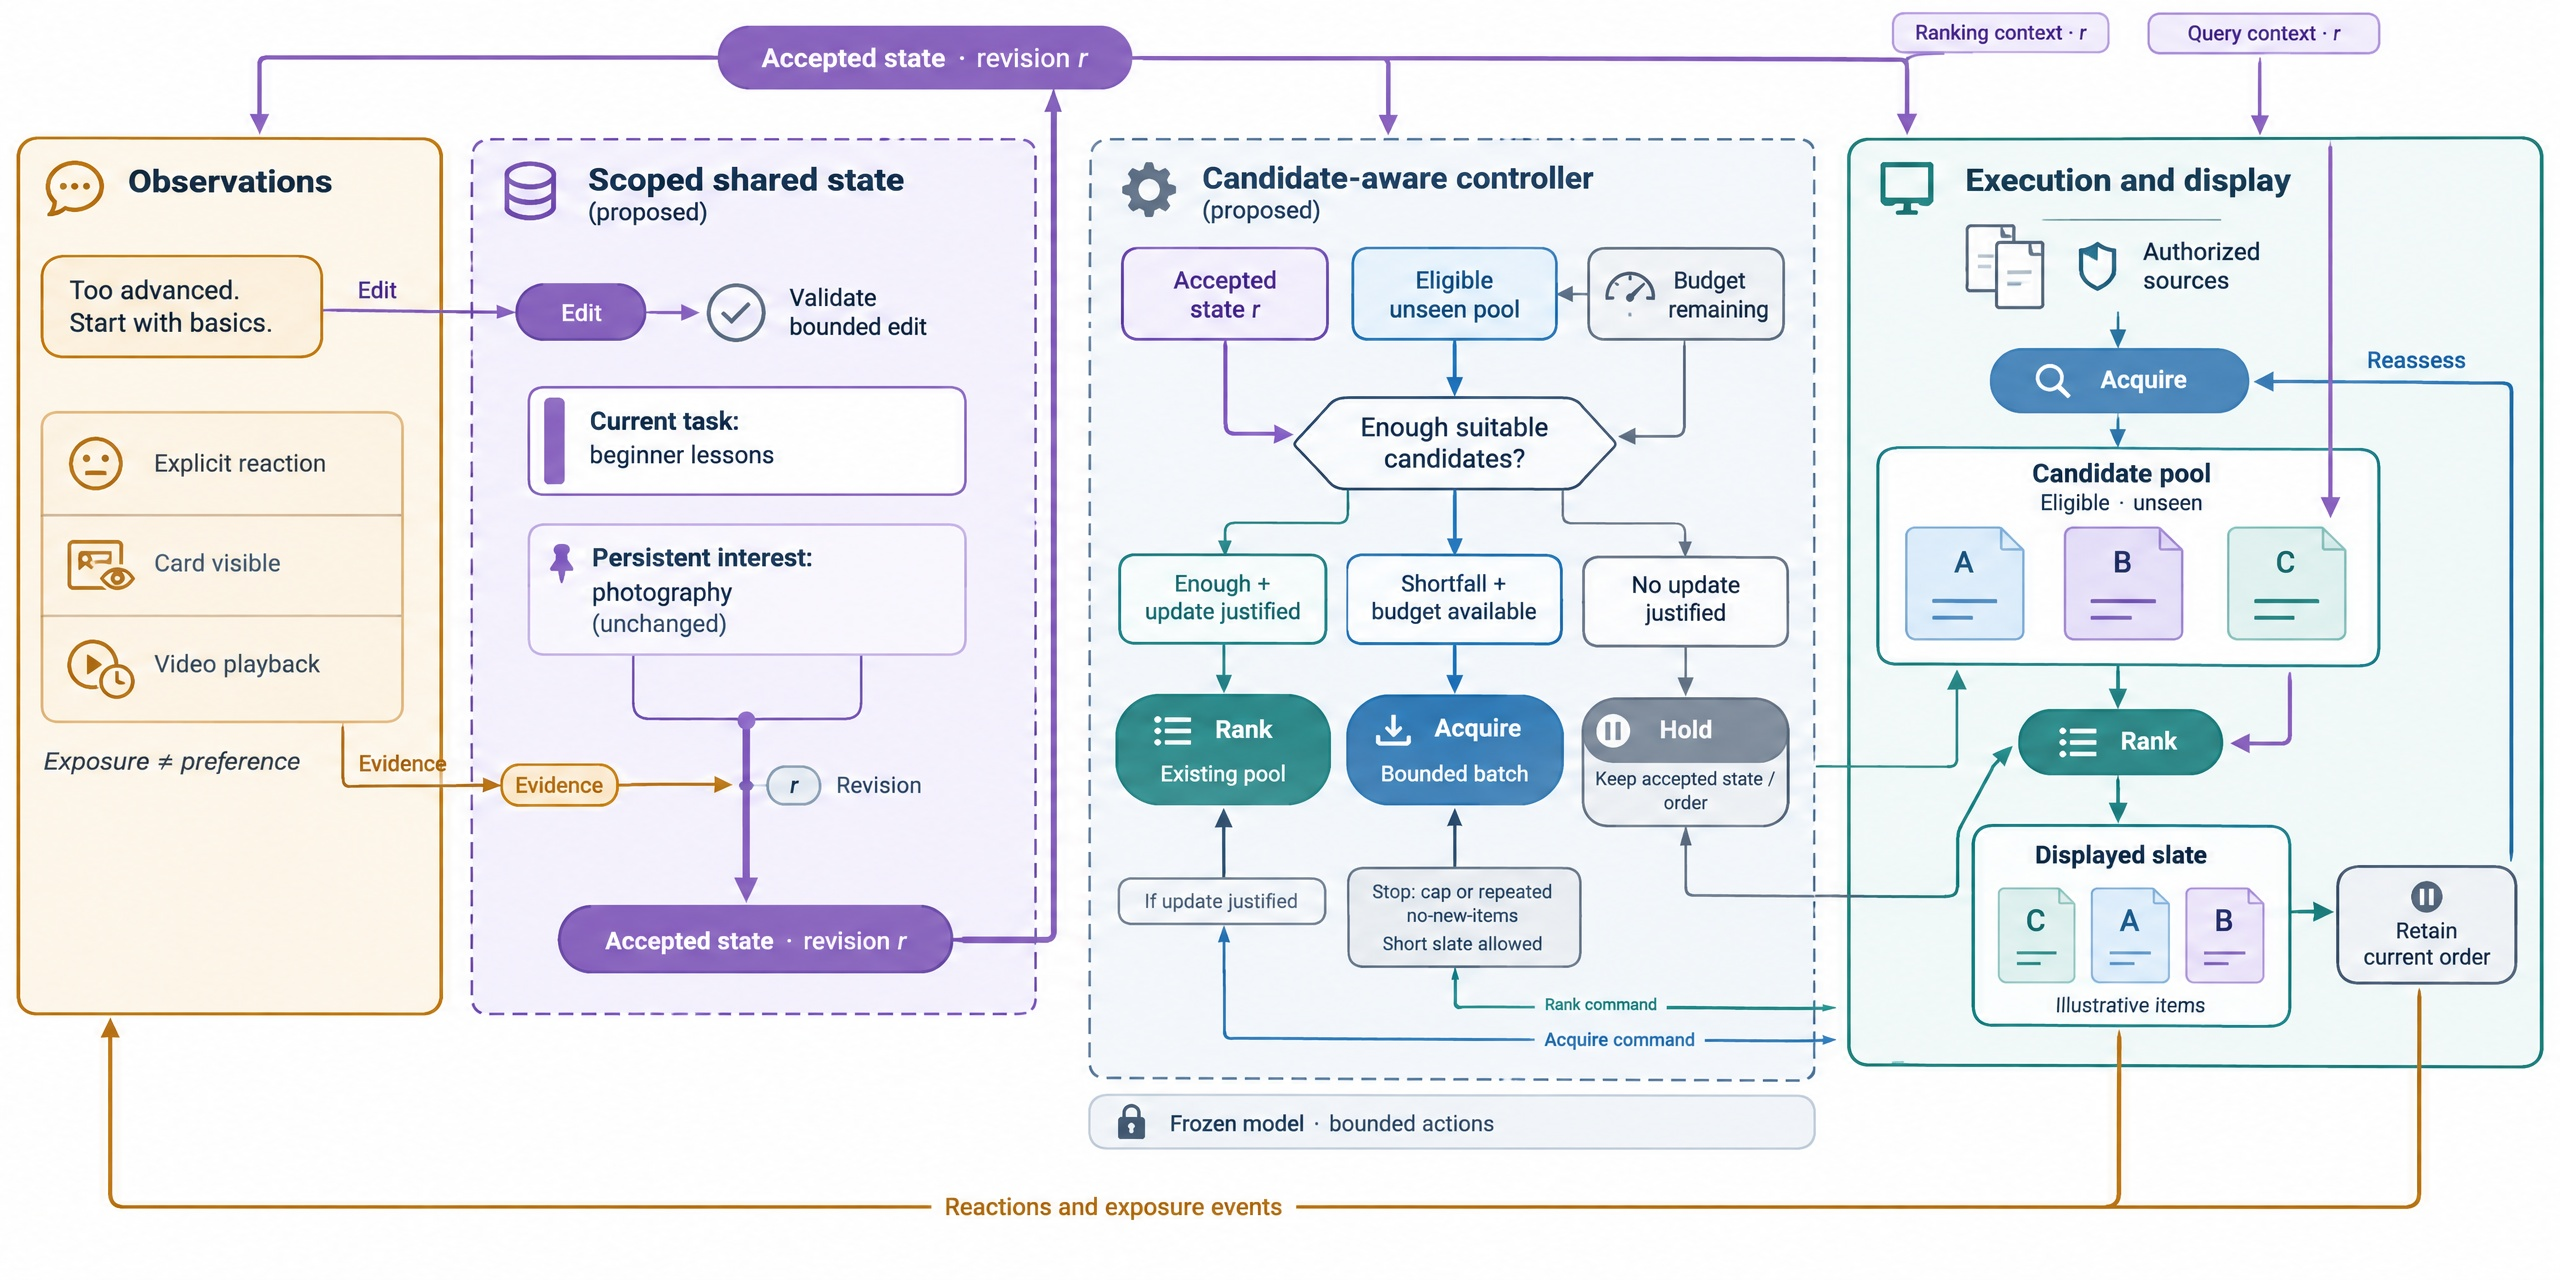 Accepted state · revision r
Ranking context · r
Query context · r
Observations
Too advanced.
Start with basics.
Edit
Explicit reaction
Card visible
Video playback
Exposure ≠ preference
Evidence
Scoped shared state
(proposed)
Edit
Validate
bounded edit
Current task:
beginner lessons
Persistent interest:
photography
(unchanged)
Evidence
r
Revision
Accepted state · revision r
Candidate-aware controller
(proposed)
Accepted
state r
Eligible
unseen pool
Budget
remaining
Enough suitable
candidates?
Enough +
update justified
Shortfall +
budget available
No update
justified
Rank
Existing pool
Acquire
Bounded batch
Hold
Keep accepted state /
order
If update justified
Stop: cap or repeated
no-new-items
Short slate allowed
Rank command
Acquire command
Frozen model · bounded actions
Execution and display
Authorized
sources
Acquire
Reassess
Candidate pool
Eligible · unseen
A
B
C
Rank
Displayed slate
C
A
B
Illustrative items
Retain
current order
Reactions and exposure events